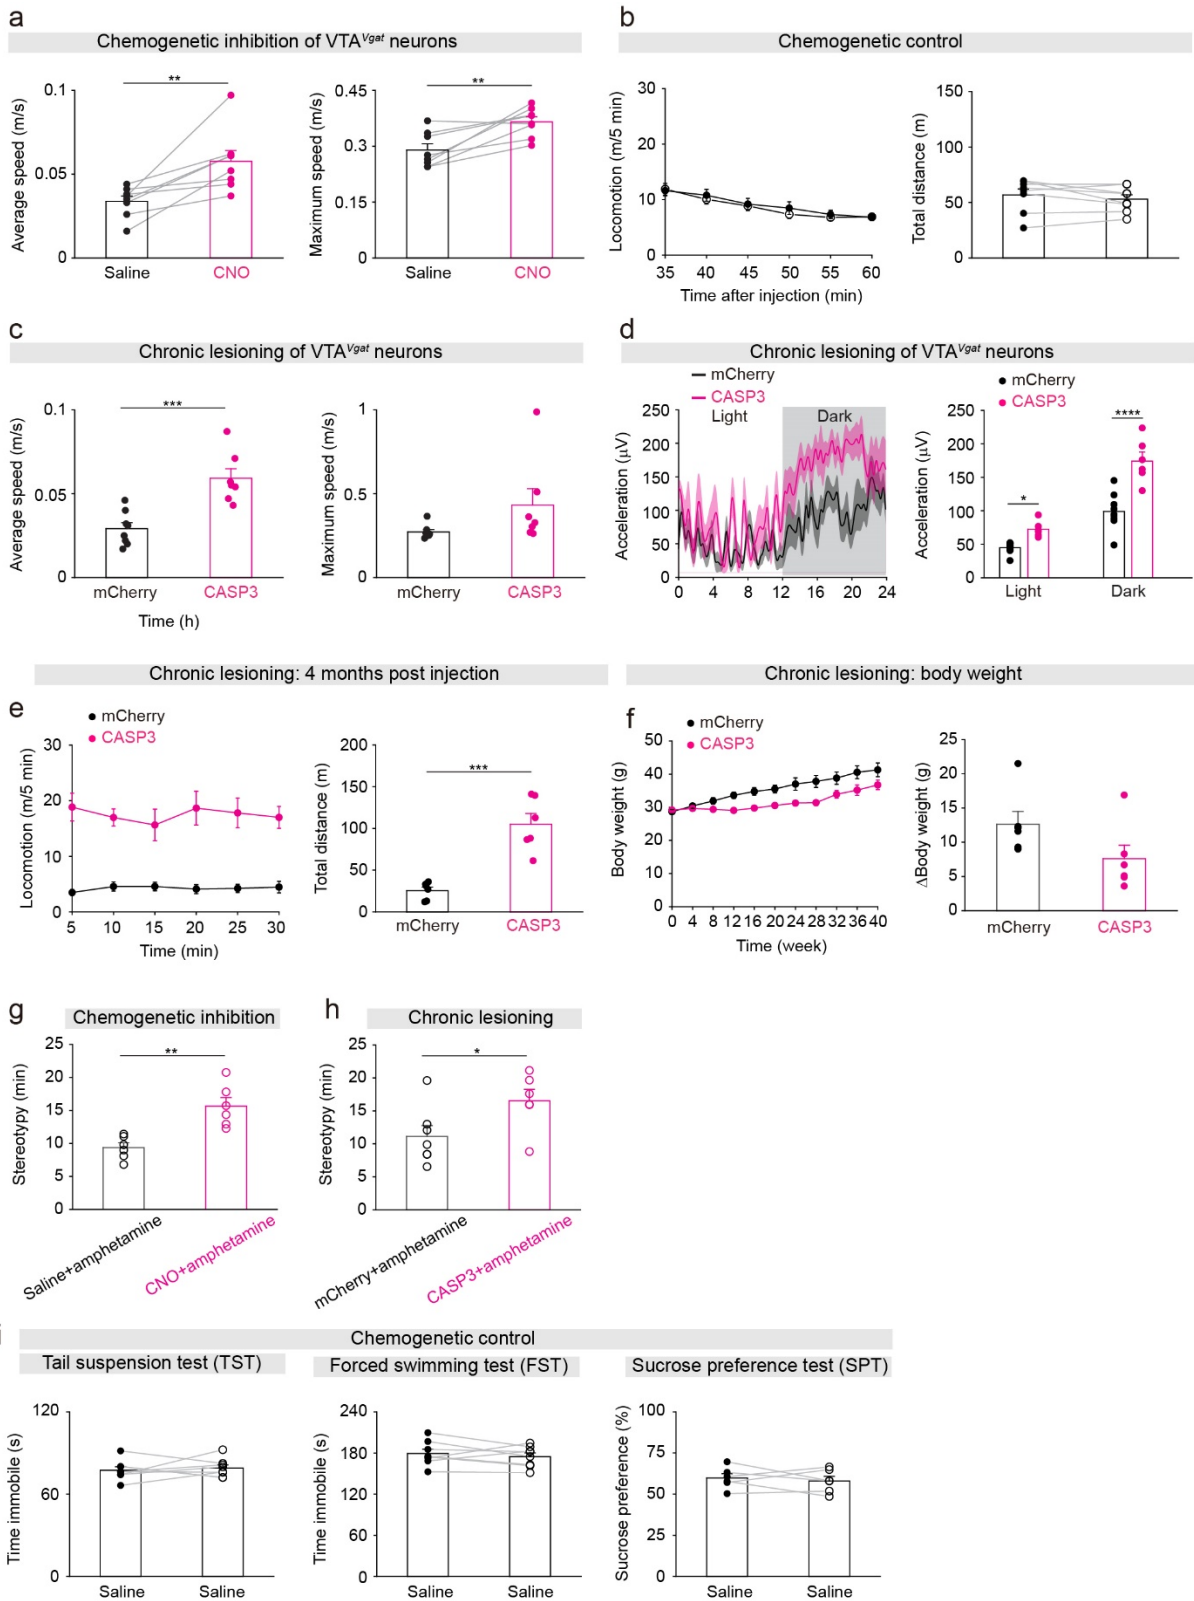 a
Chemogenetic inhibition of VTAVgat neurons
Average speed (m/s)
0.1
0.05
0
**
Saline
CNO
Maximum speed (m/s)
0.45
0.3
0.15
0
**
Saline
CNO
b
Chemogenetic control
Locomotion (m/5 min)
30
20
10
0
35 40 45 50 55 60
Time after injection (min)
Total distance (m)
150
100
50
0
c
Chronic lesioning of VTAVgat neurons
Average speed (m/s)
0.1
0.05
0
***
mCherry
CASP3
Time (h)
Maximum speed (m/s)
1
0.5
0
mCherry
CASP3
d
Chronic lesioning of VTAVgat neurons
mCherry
CASP3
Light
Dark
Acceleration (µV)
250
200
150
100
50
0
0 4 8 12 16 20 24
mCherry
CASP3
Acceleration (µV)
250
200
150
100
50
0
*
****
Light
Dark
Chronic lesioning: 4 months post injection
e
mCherry
CASP3
Locomotion (m/5 min)
30
20
10
0
5 10 15 20 25 30
Time (min)
Total distance (m)
200
150
100
50
0
***
mCherry
CASP3
Chronic lesioning: body weight
f
mCherry
CASP3
Body weight (g)
50
40
30
20
10
0
0 4 8 12 16 20 24 28 32 36 40
Time (week)
ΔBody weight (g)
25
20
15
10
5
0
mCherry
CASP3
g
Chemogenetic inhibition
Stereotypy (min)
25
20
15
10
5
0
**
Saline+amphetamine
CNO+amphetamine
h
Chronic lesioning
Stereotypy (min)
25
20
15
10
5
0
*
mCherry+amphetamine
CASP3+amphetamine
i
Chemogenetic control
Tail suspension test (TST)
Time immobile (s)
120
60
0
Saline
Saline
Forced swimming test (FST)
Time immobile (s)
240
180
120
60
0
Saline
Saline
Sucrose preference test (SPT)
Sucrose preference (%)
100
75
50
25
0
Saline
Saline